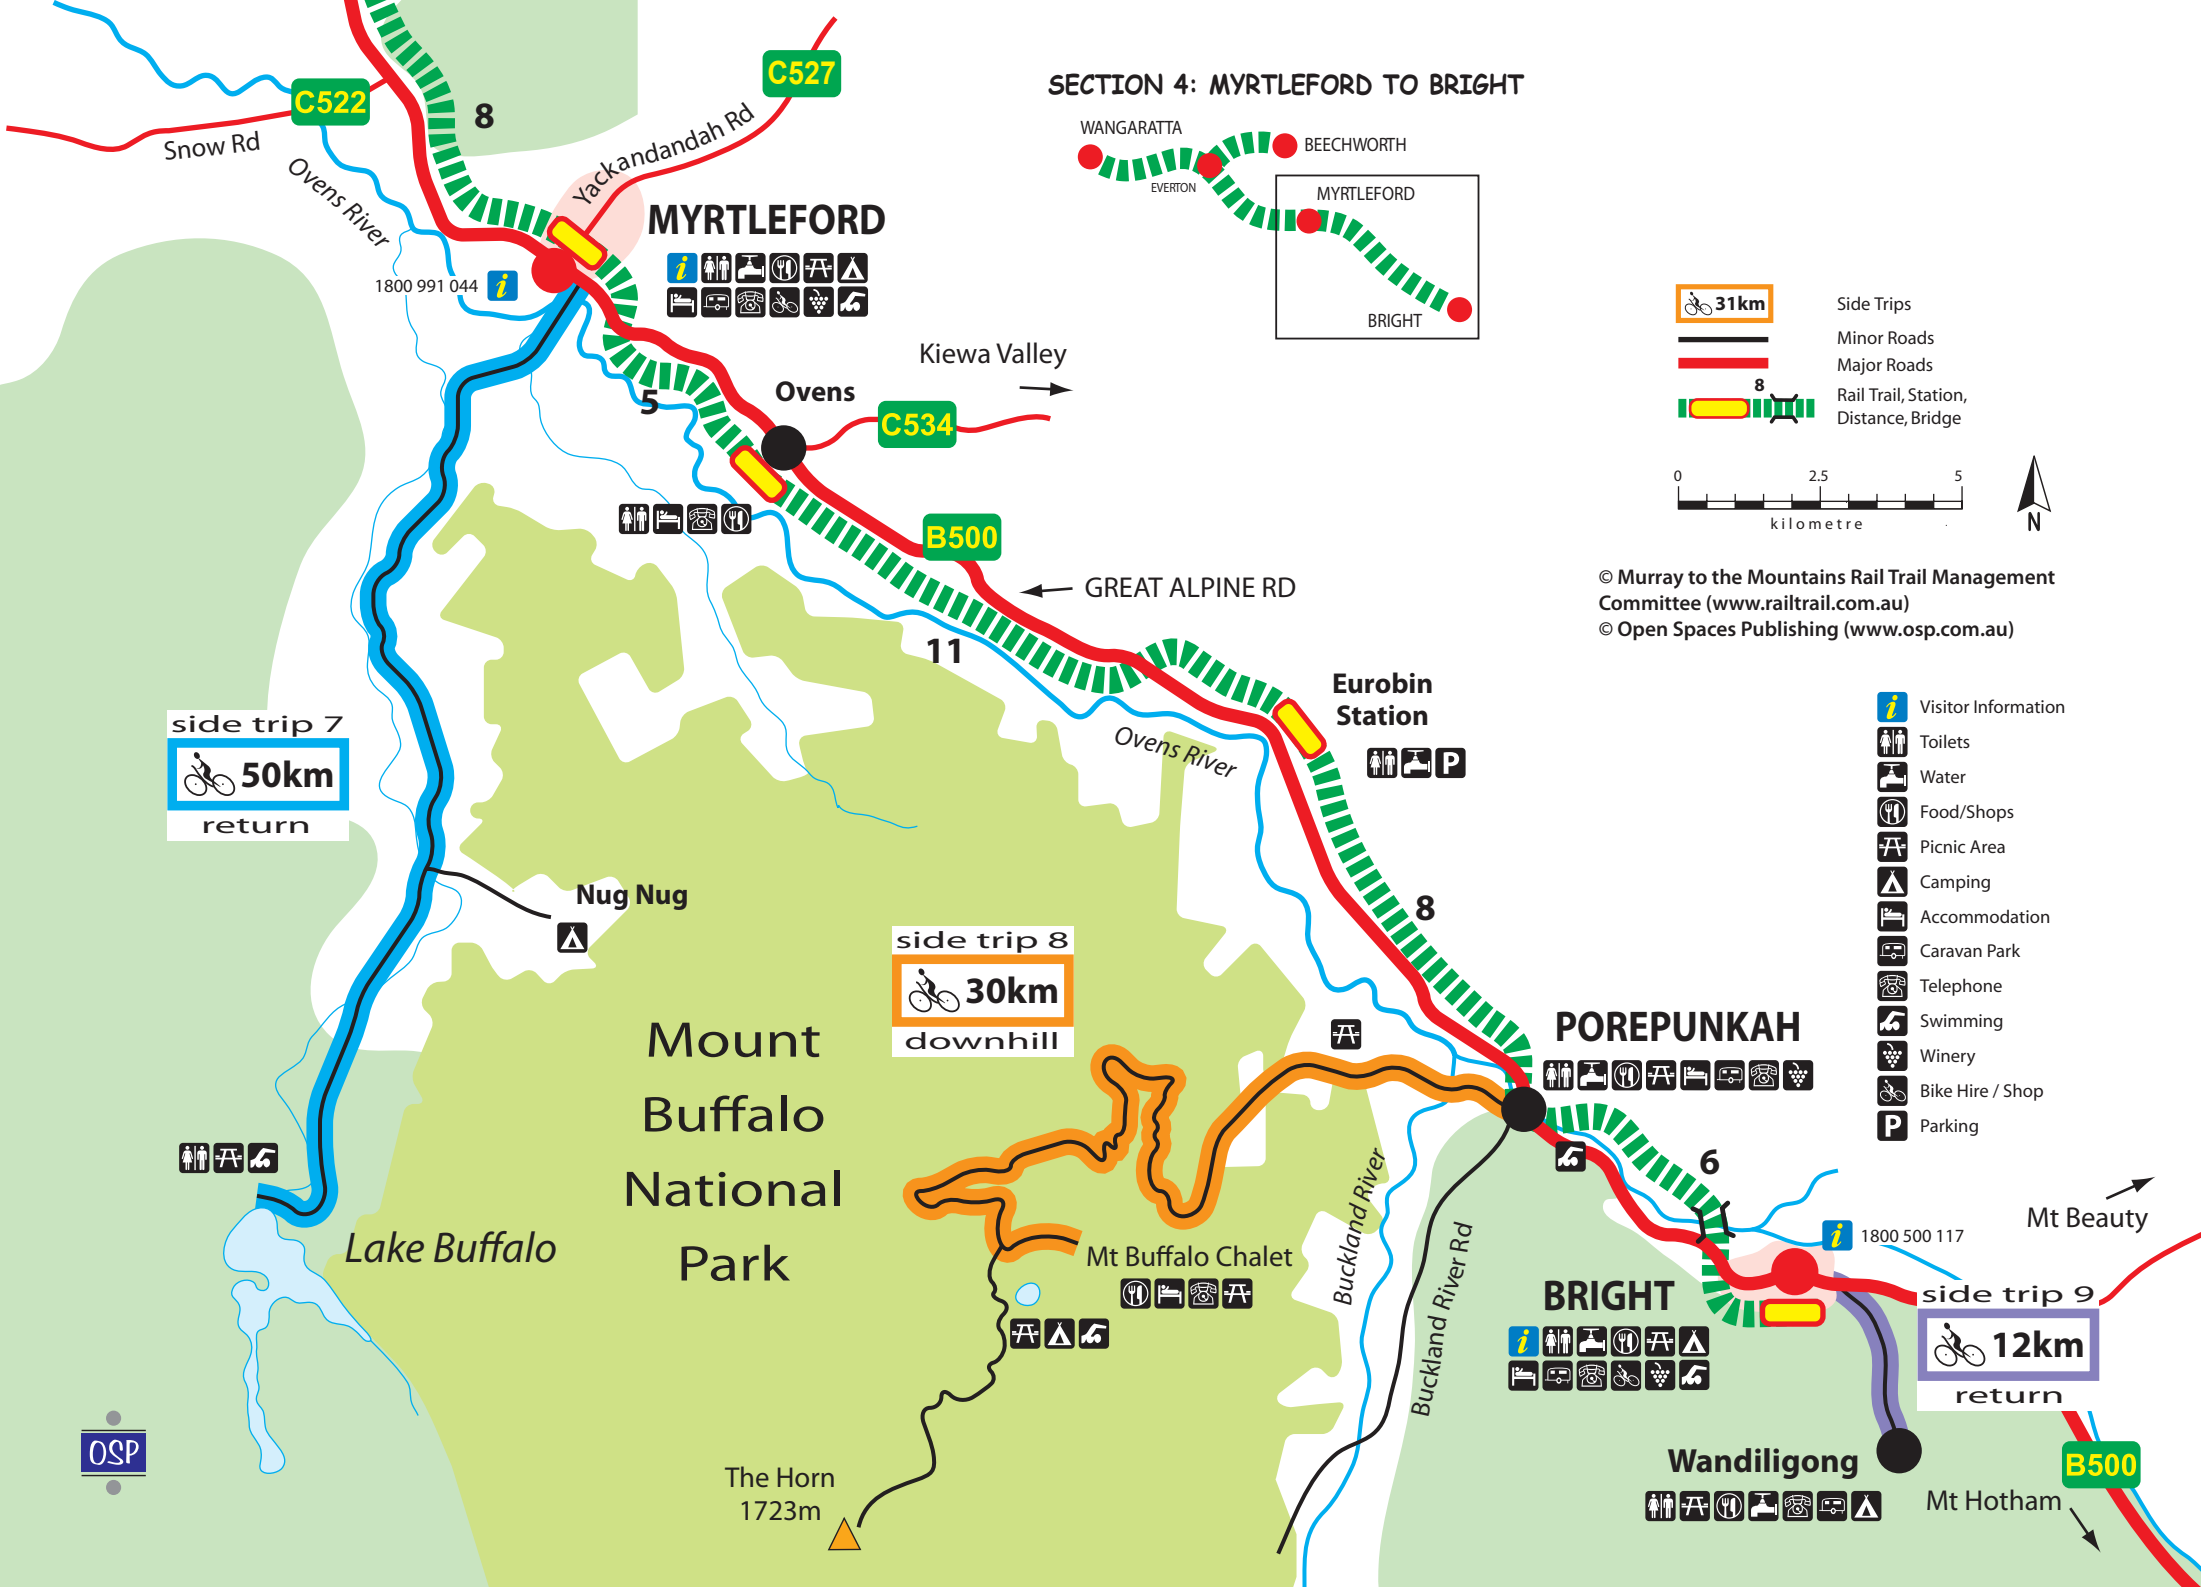 SECTION 4: MYRTLEFORD TO BRIGHT
WANGARATTA
BEECHWORTH
EVERTON
MYRTLEFORD
BRIGHT
C527
C522
8
Snow Rd
Yackandandah Rd
Ovens River
MYRTLEFORD
1800 991 044
Kiewa Valley
Ovens
5
C534
B500
GREAT ALPINE RD
11
31km
Side Trips
Minor Roads
Major Roads
8
Rail Trail, Station,
Distance, Bridge
0 2.5 5
kilometre
N
© Murray to the Mountains Rail Trail Management
Committee (www.railtrail.com.au)
© Open Spaces Publishing (www.osp.com.au)
Eurobin
Station
P
Ovens River
side trip 7
50km
return
Nug Nug
side trip 8
30km
downhill
8
i Visitor Information
Toilets
Water
Food/Shops
Picnic Area
Camping
Accommodation
Caravan Park
Telephone
Swimming
Winery
Bike Hire / Shop
P Parking
Mount
Buffalo
National
Park
POREPUNKAH
6
Lake Buffalo
Mt Buffalo Chalet
Buckland River
Buckland River Rd
1800 500 117
Mt Beauty
BRIGHT
side trip 9
12km
return
Wandiligong
B500
Mt Hotham
The Horn
1723m
OSP